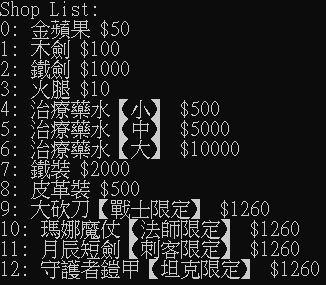 Shop List:
0: 金蘋果 $50
1: 木劍 $100
2: 鐵劍 $1000
3: 火腿 $10
4: 治療藥水【小】 $500
5: 治療藥水【中】 $5000
6: 治療藥水【大】 $10000
7: 鐵裝 $2000
8: 皮革裝 $500
9: 大砍刀【戰士限定】 $1260
10: 瑪娜魔仗【法師限定】 $1260
11: 月辰短劍【刺客限定】 $1260
12: 守護者鎧甲【坦克限定】 $1260